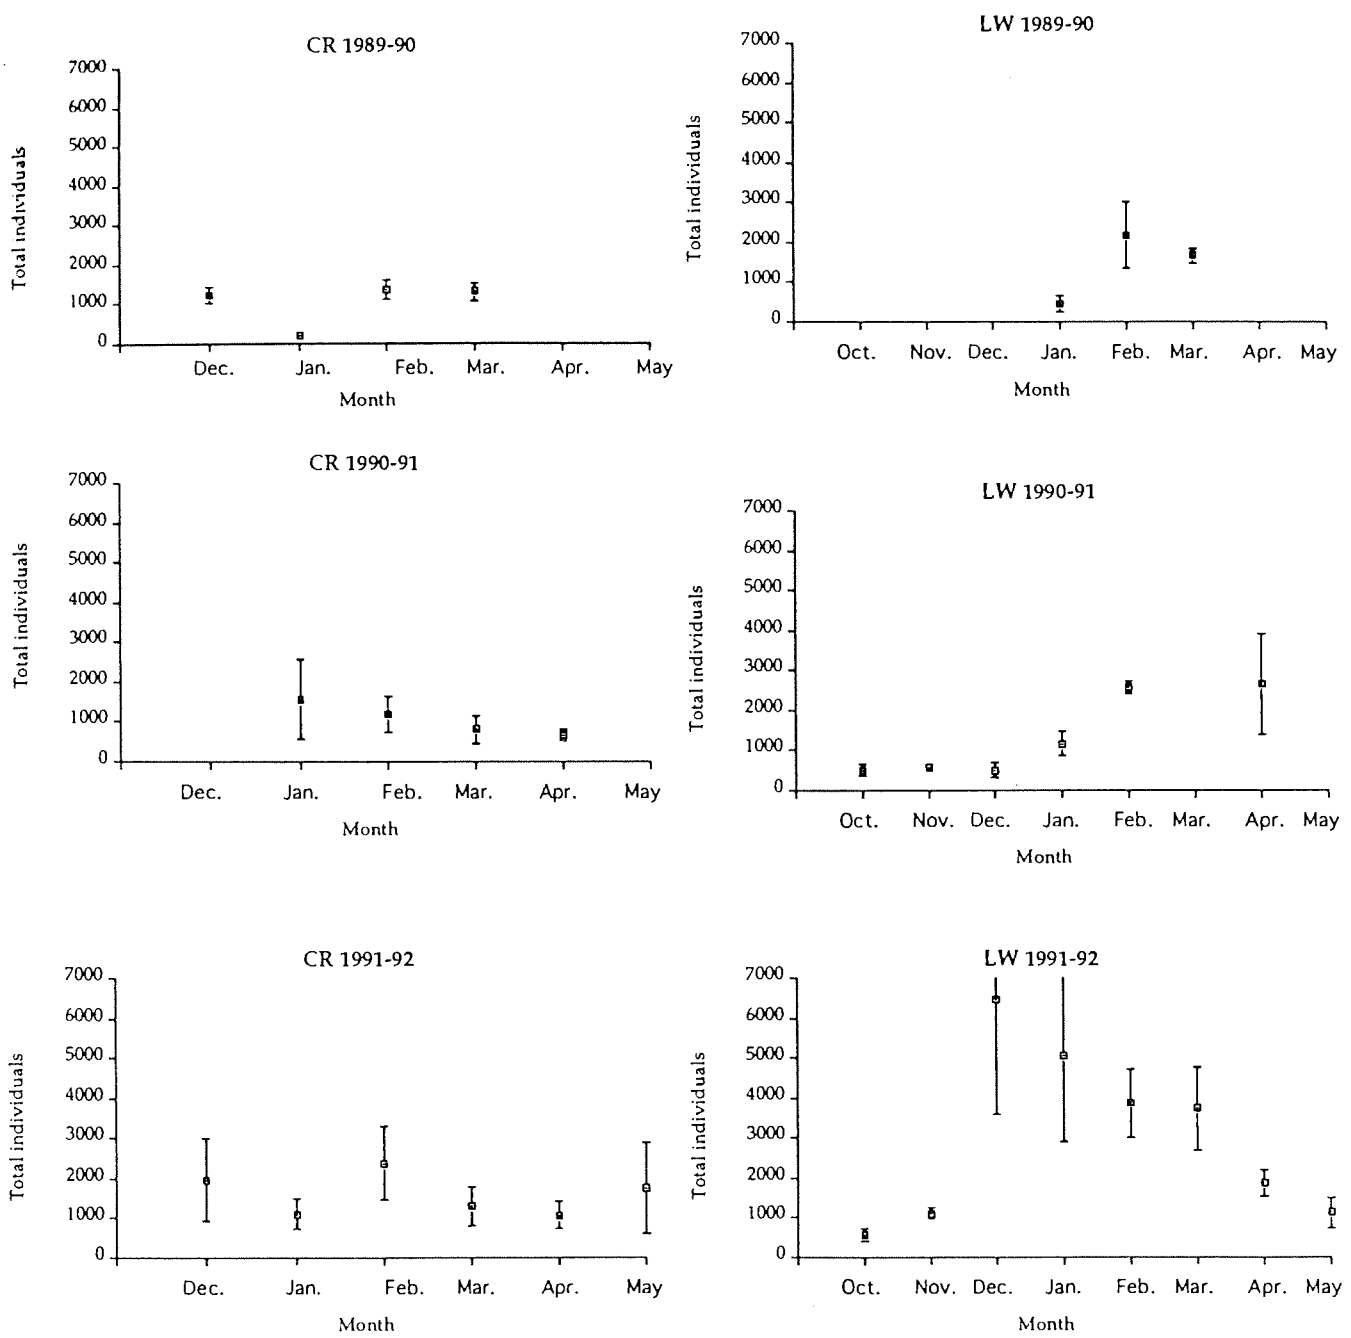 CR 1989-90
7000
6000
5000
4000
3000
2000
1000
0
Total individuals
Dec. Jan. Feb. Mar. Apr. May
Month
LW 1989-90
7000
6000
5000
4000
3000
2000
1000
0
Total individuals
Oct. Nov. Dec. Jan. Feb. Mar. Apr. May
Month
CR 1990-91
7000
6000
5000
4000
3000
2000
1000
0
Total individuals
Dec. Jan. Feb. Mar. Apr. May
Month
LW 1990-91
7000
6000
5000
4000
3000
2000
1000
0
Total individuals
Oct. Nov. Dec. Jan. Feb. Mar. Apr. May
Month
CR 1991-92
7000
6000
5000
4000
3000
2000
1000
0
Total individuals
Dec. Jan. Feb. Mar. Apr. May
Month
LW 1991-92
7000
6000
5000
4000
3000
2000
1000
0
Total individuals
Oct. Nov. Dec. Jan. Feb. Mar. Apr. May
Month